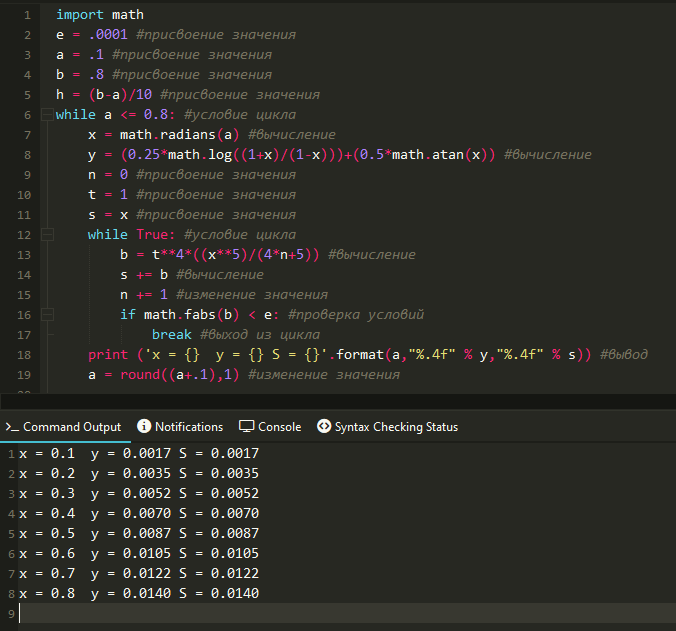 1 import math
2 e = .0001 #присвоение значения
3 a = .1 #присвоение значения
4 b = .8 #присвоение значения
5 h = (b-a)/10 #присвоение значения
6 while a <= 0.8: #условие цикла
7 x = math.radians(a) #вычисление
8 y = (0.25*math.log((1+x)/(1-x)))+(0.5*math.atan(x)) #вычисление
9 n = 0 #присвоение значения
10 t = 1 #присвоение значения
11 s = x #присвоение значения
12 while True: #условие цикла
13 b = t**4*((x**5)/(4*n+5)) #вычисление
14 s += b #вычисление
15 n += 1 #изменение значения
16 if math.fabs(b) < e: #проверка условий
17 break #выход из цикла
18 print ('x = {}  y = {} S = {}'.format(a,"%.4f" % y,"%.4f" % s)) #вывод
19 a = round((a+.1),1) #изменение значения
>_ Command Output Notifications Console Syntax Checking Status
1 x = 0.1  y = 0.0017 S = 0.0017
2 x = 0.2  y = 0.0035 S = 0.0035
3 x = 0.3  y = 0.0052 S = 0.0052
4 x = 0.4  y = 0.0070 S = 0.0070
5 x = 0.5  y = 0.0087 S = 0.0087
6 x = 0.6  y = 0.0105 S = 0.0105
7 x = 0.7  y = 0.0122 S = 0.0122
8 x = 0.8  y = 0.0140 S = 0.0140
9